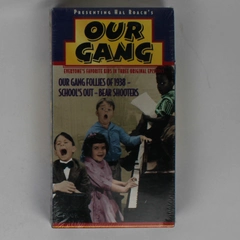 PRESENTING HAL ROACH'S
OUR
GANG
EVERYONE'S FAVORITE KIDS IN THREE ORIGINAL
OUR GANG FOLLIES OF 1938 –
SCHOOL'S OUT – BEAR SHOOTERS